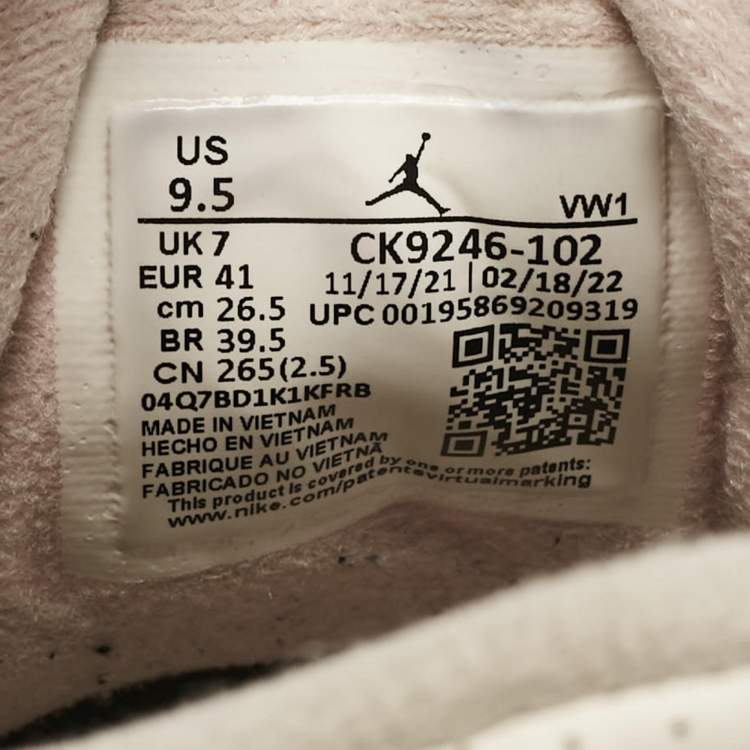 US
9.5
VW1
UK 7
CK9246-102
EUR 41
11/17/21 | 02/18/22
cm 26.5
UPC 00195869209319
BR 39.5
CN 265(2.5)
04Q7BD1K1KFRB
MADE IN VIETNAM
HECHO EN VIETNAM
FABRIQUE AU VIETNAM
FABRICADO NO VIETNÃ
This product is covered by one or more patents:
www.nike.com/patentsvirtualmarking